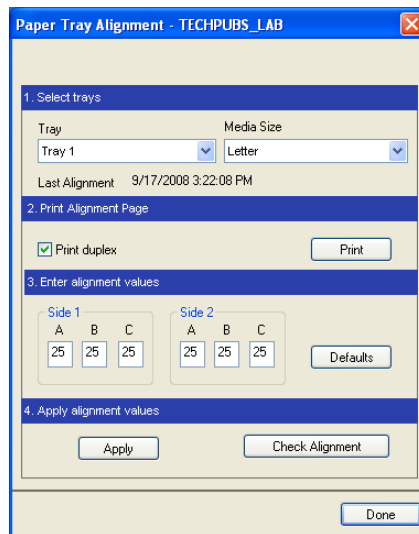 Paper Tray Alignment - TECHPUBS_LAB
1. Select trays
Tray Media Size
Tray 1 Letter
Last Alignment 9/17/2008 3:22:08 PM
2. Print Alignment Page
Print duplex Print
3. Enter alignment values
Side 1 Side 2
A B C A B C
25 25 25 25 25 25 Defaults
4. Apply alignment values
Apply Check Alignment
Done